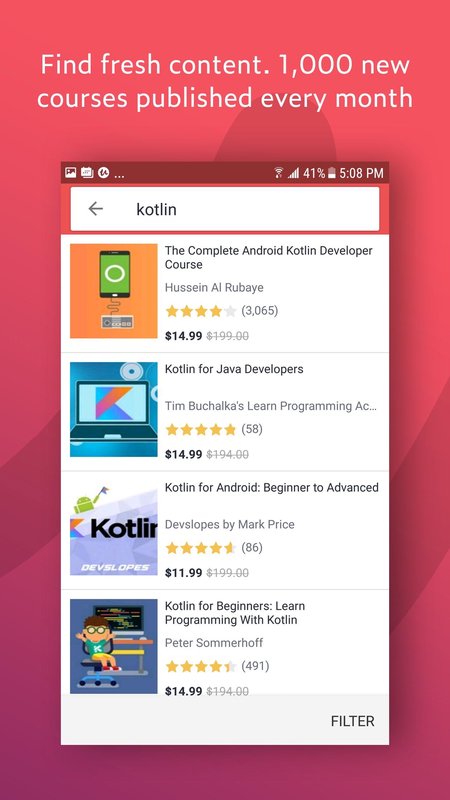 Find fresh content. 1,000 new
courses published every month
... 41% 5:08 PM
kotlin
The Complete Android Kotlin Developer
Course
Hussein Al Rubaye
(3,065)
$14.99 $199.00
Kotlin for Java Developers
Tim Buchalka's Learn Programming Ac...
(58)
$14.99 $194.00
Kotlin
DEVSLOPES
Kotlin for Android: Beginner to Advanced
Devslopes by Mark Price
(86)
$11.99 $199.00
Kotlin for Beginners: Learn
Programming With Kotlin
Peter Sommerhoff
(491)
$14.99 $194.00
FILTER